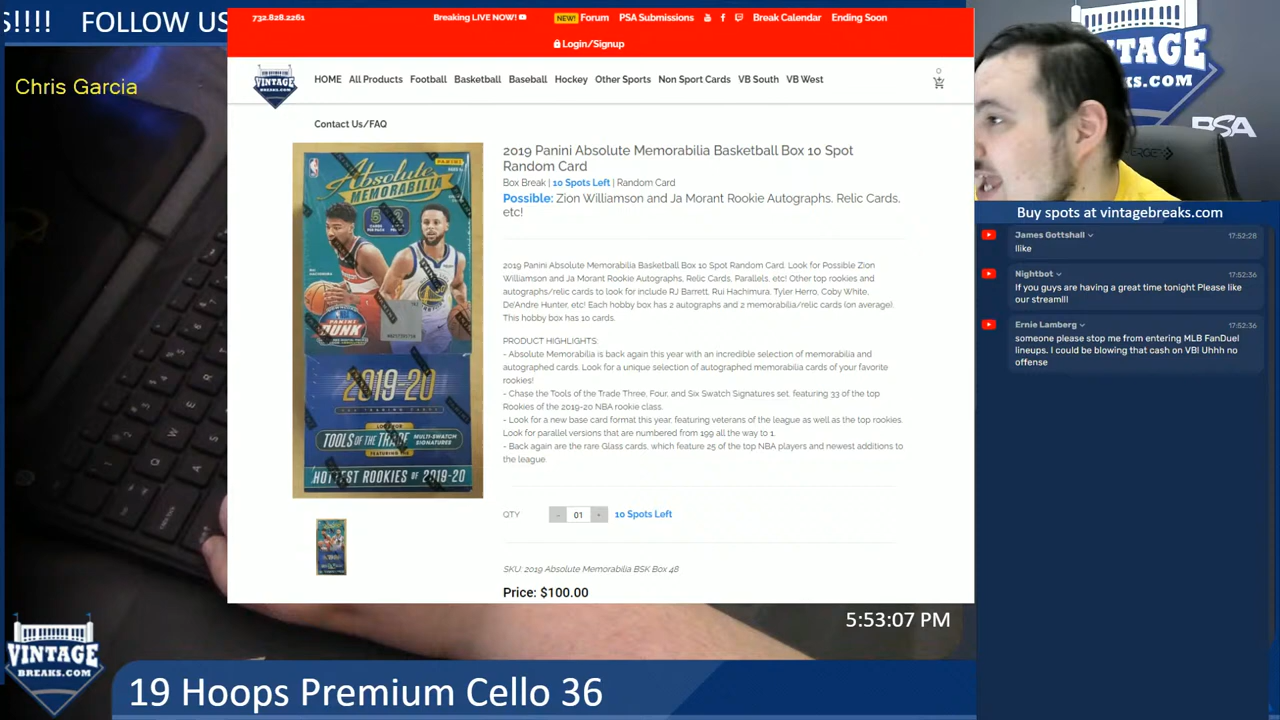 S!!!! FOLLOW US
Chris Garcia
732.828.2261
Breaking LIVE NOW!
NEW! Forum
PSA Submissions
Break Calendar
Ending Soon
Login/Signup
VINTAGE
BREAKS.COM
HOME All Products Football Basketball Baseball Hockey Other Sports Non Sport Cards VB South VB West
0
Contact Us/FAQ
PANINI
Absolute
MEMORABILIA
PANINI
DUNK
2019-20
TOOLS OF THE TRADE MULTI-SWATCH
SIGNATURES
FEATURING THE
HOTTEST ROOKIES OF 2019-20
2019 Panini Absolute Memorabilia Basketball Box 10 Spot
Random Card
Box Break | 10 Spots Left | Random Card
Possible: Zion Williamson and Ja Morant Rookie Autographs, Relic Cards,
etc!
2019 Panini Absolute Memorabilia Basketball Box 10 Spot Random Card. Look for Possible Zion
Williamson and Ja Morant Rookie Autographs, Relic Cards, Parallels, etc! Other top rookies and
autographs/relic cards to look for include RJ Barrett, Rui Hachimura, Tyler Herro, Coby White,
De'Andre Hunter, etc! Each hobby box has 2 autographs and 2 memorabilia/relic cards (on average).
This hobby box has 10 cards.
PRODUCT HIGHLIGHTS:
- Absolute Memorabilia is back again this year with an incredible selection of memorabilia and
autographed cards. Look for a unique selection of autographed memorabilia cards of your favorite
rookies!
- Chase the Tools of the Trade Three, Four, and Six Swatch Signatures set, featuring 33 of the top
Rookies of the 2019-20 NBA rookie class.
- Look for a new base card format this year, featuring veterans of the league as well as the top rookies.
Look for parallel versions that are numbered from 199 all the way to 1.
- Back again are the rare Glass cards, which feature 25 of the top NBA players and newest additions to
the league.
QTY - 01 + 10 Spots Left
SKU: 2019 Absolute Memorabilia BSK Box 48
Price: $100.00
VINTAGE
BREAKS.COM
PSA
Buy spots at vintagebreaks.com
James Gottshall 17:52:28
llike
Nightbot 17:52:36
If you guys are having a great time tonight Please like
our stream!!!
Ernie Lamberg 17:52:36
someone please stop me from entering MLB FanDuel
lineups. I could be blowing that cash on VB! Uhhh no
offense
5:53:07 PM
VINTAGE
BREAKS.COM
19 Hoops Premium Cello 36